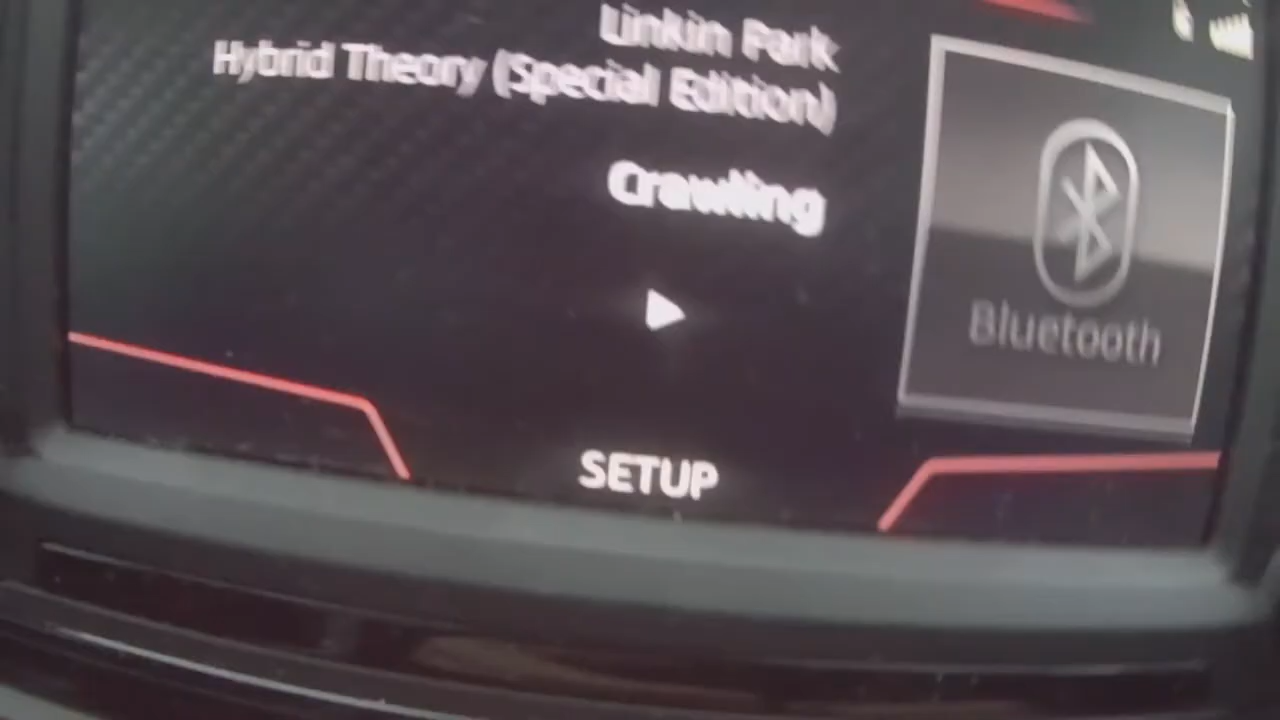 Linkin Park
Hybrid Theory (Special Edition)
Crawling
Bluetooth
SETUP